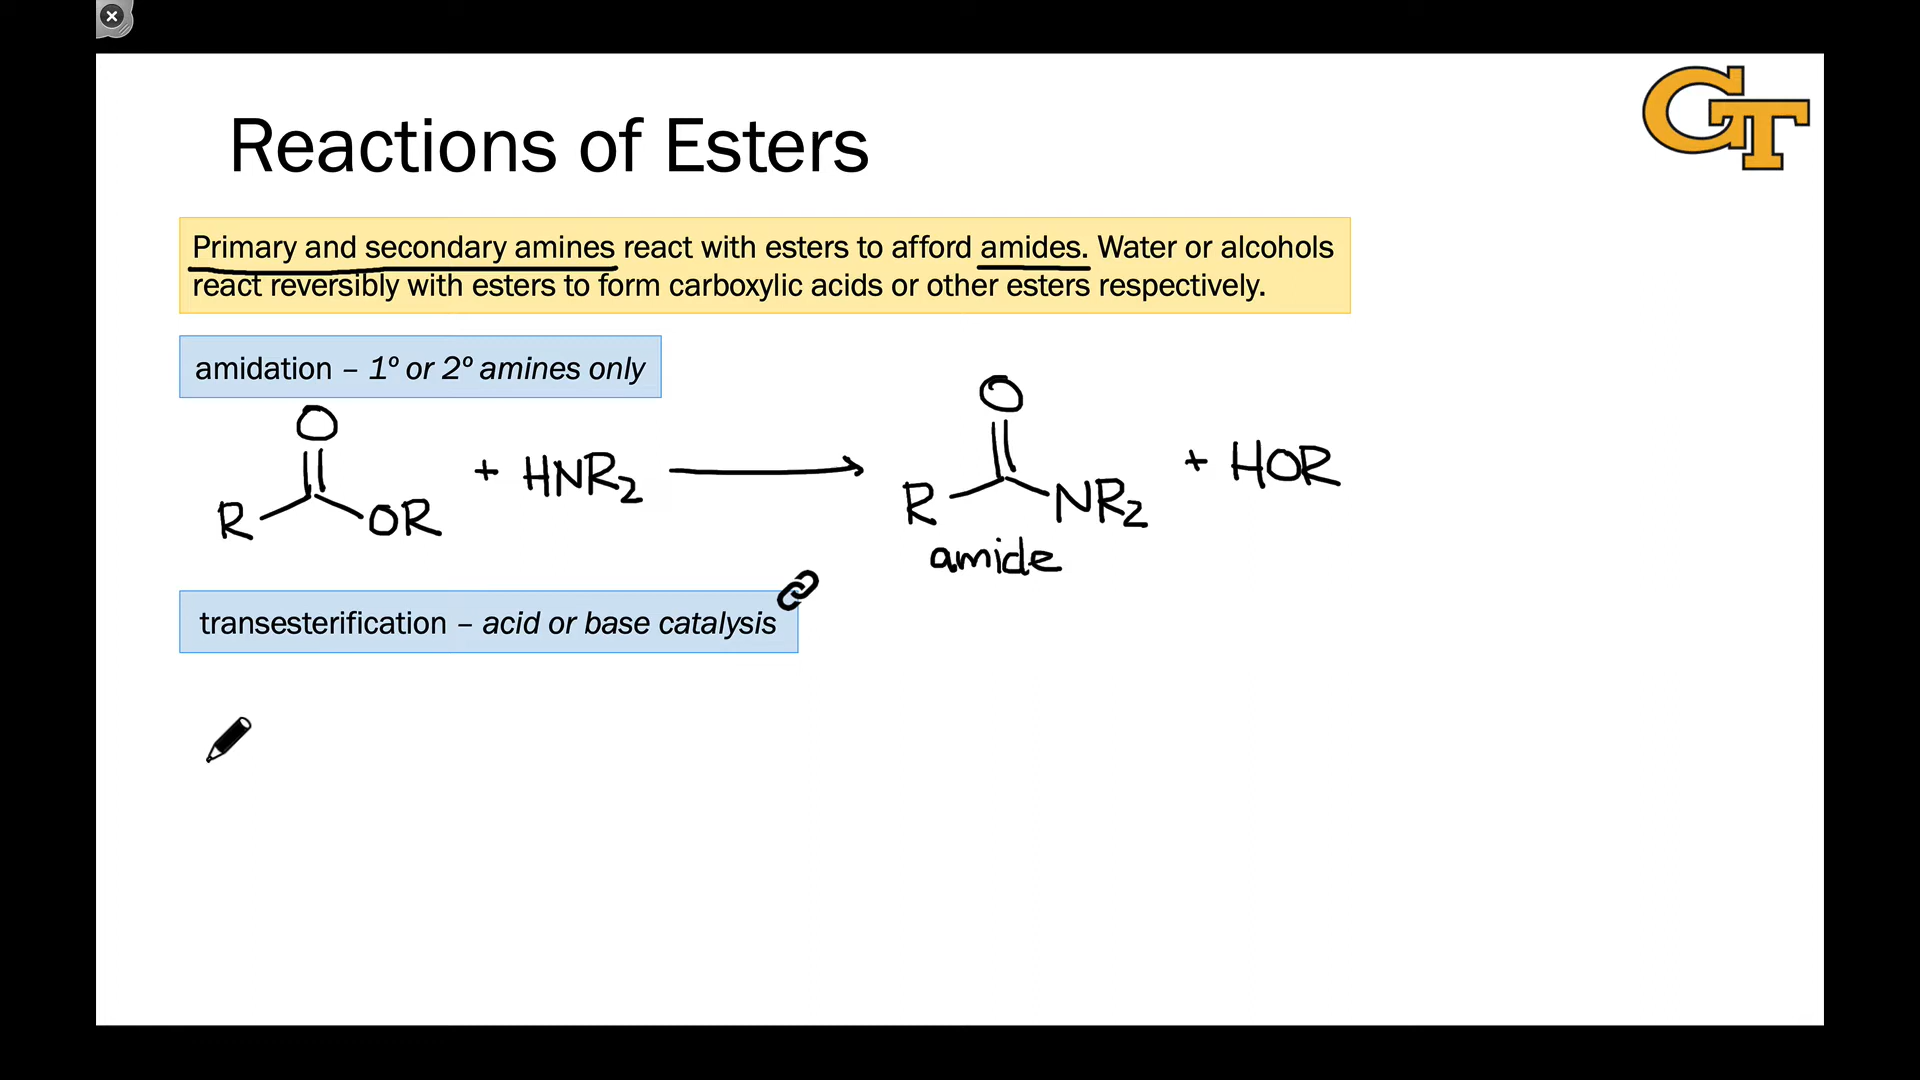 GT
Reactions of Esters
Primary and secondary amines react with esters to afford amides. Water or alcohols
react reversibly with esters to form carboxylic acids or other esters respectively.
amidation – 1º or 2º amines only
O
R OR + HNR₂ → O
R NR₂ + HOR
amide
transesterification – acid or base catalysis